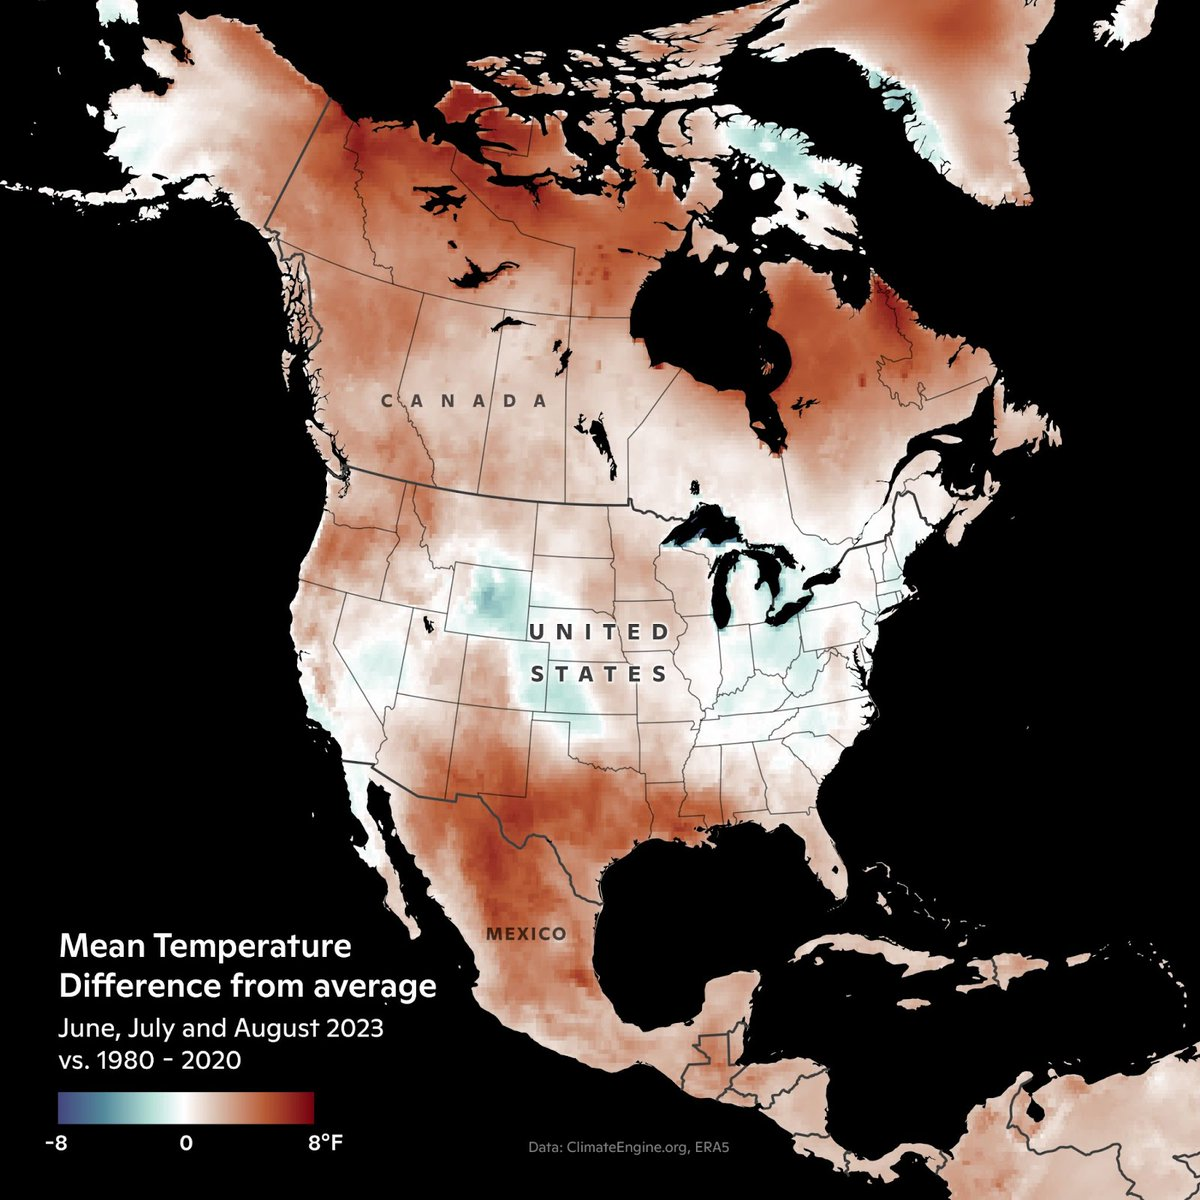 CANADA
UNITED
STATES
MEXICO
Mean Temperature
Difference from average
June, July and August 2023
vs. 1980 - 2020
-8 0 8°F
Data: ClimateEngine.org, ERA5